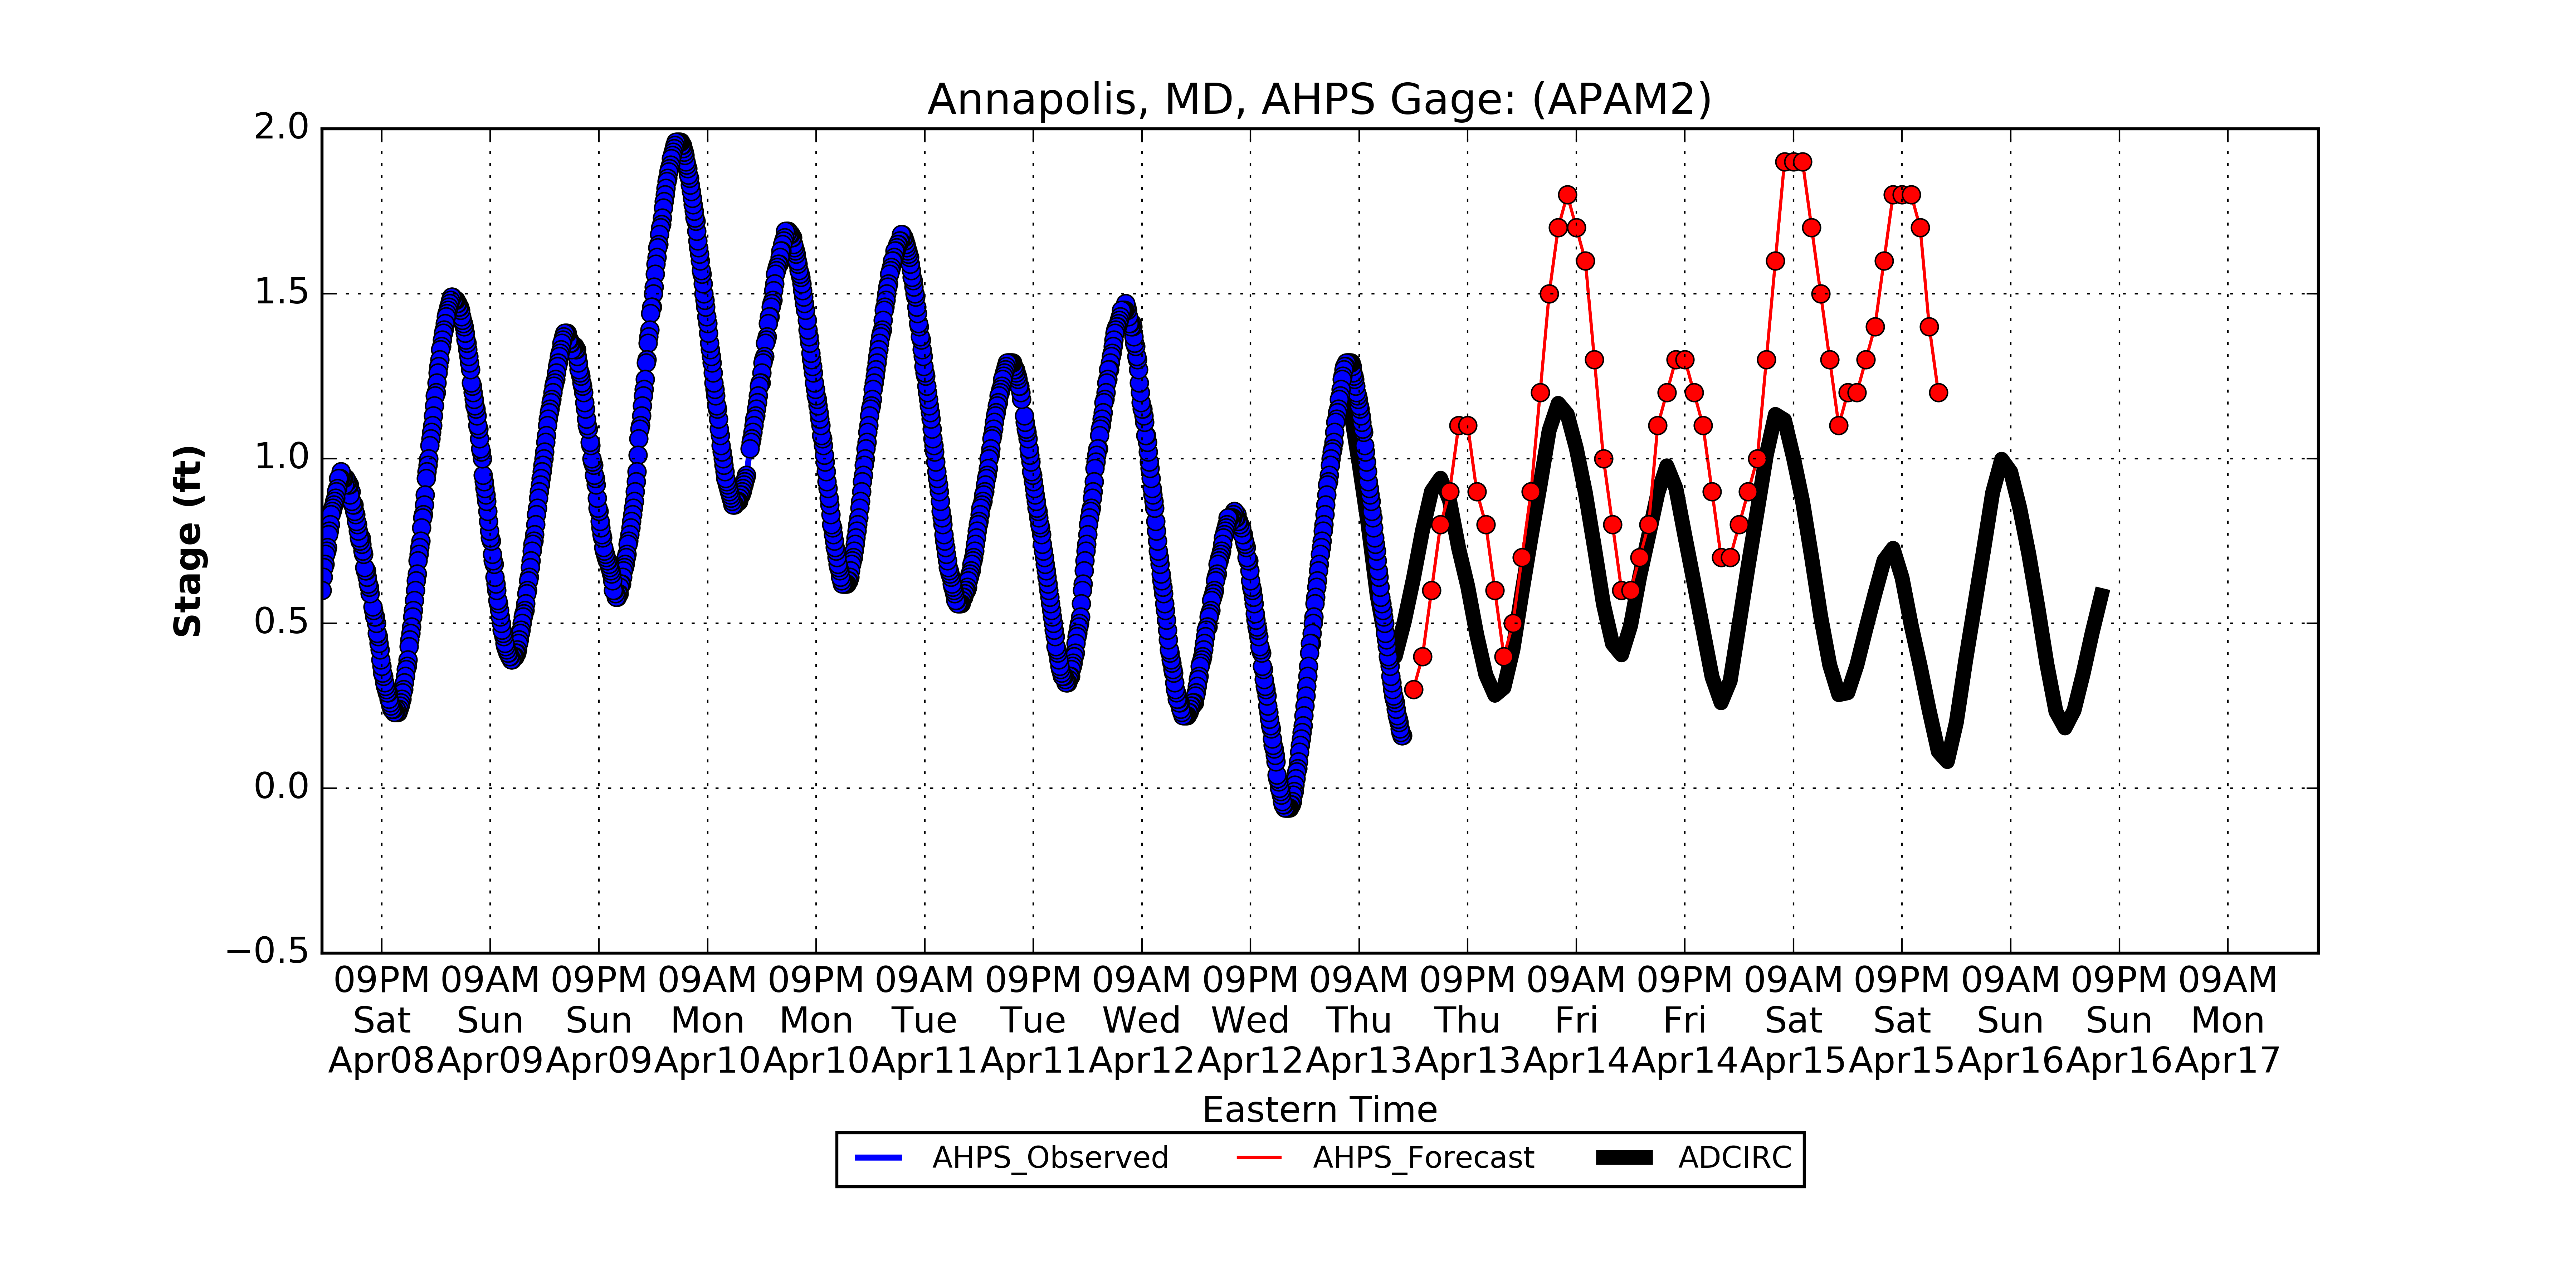 Annapolis, MD, AHPS Gage: (APAM2)
2.0
1.5
1.0
0.5
0.0
−0.5
Stage (ft)
09PM 09AM 09PM 09AM 09PM 09AM 09PM 09AM 09PM 09AM 09PM 09AM 09PM 09AM 09PM 09AM 09PM 09AM
Sat Sun Sun Mon Mon Tue Tue Wed Wed Thu Thu Fri Fri Sat Sat Sun Sun Mon
Apr08 Apr09 Apr09 Apr10 Apr10 Apr11 Apr11 Apr12 Apr12 Apr13 Apr13 Apr14 Apr14 Apr15 Apr15 Apr16 Apr16 Apr17
Eastern Time
AHPS_Observed AHPS_Forecast ADCIRC